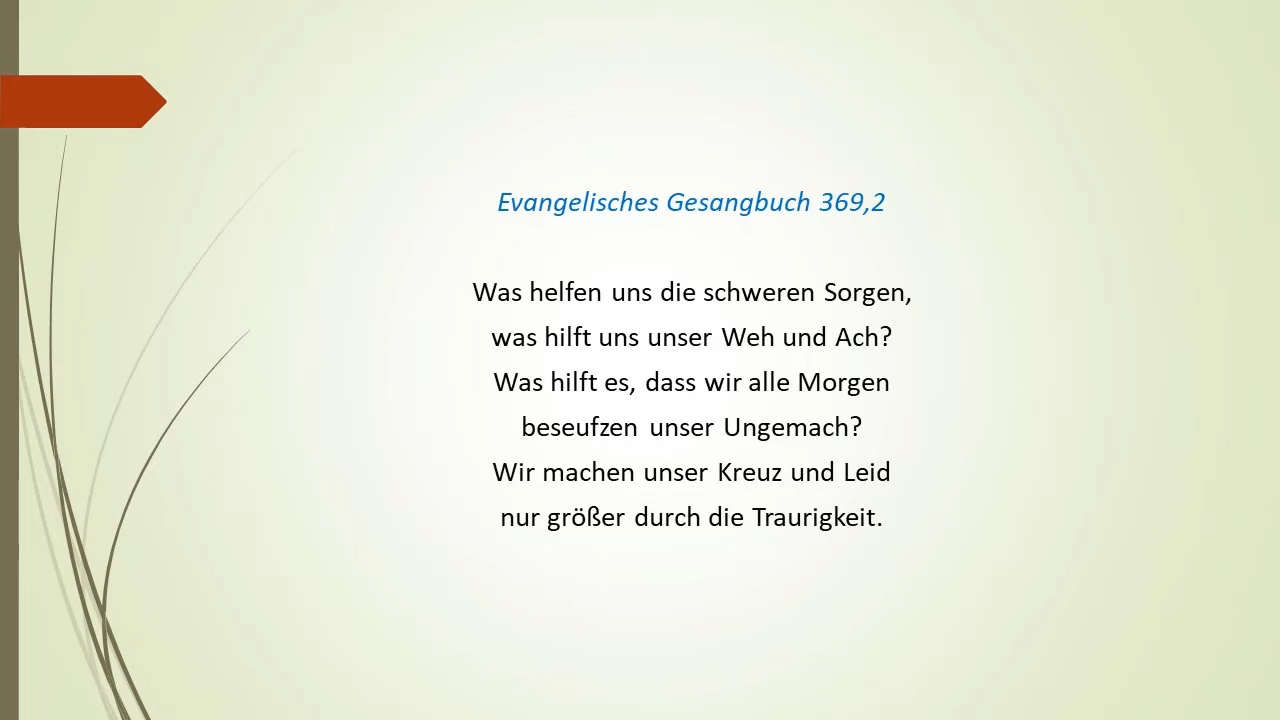 Evangelisches Gesangbuch 369,2
Was helfen uns die schweren Sorgen,
was hilft uns unser Weh und Ach?
Was hilft es, dass wir alle Morgen
beseufzen unser Ungemach?
Wir machen unser Kreuz und Leid
nur größer durch die Traurigkeit.